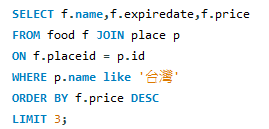 SELECT f.name,f.expiredate,f.price
FROM food f JOIN place p
ON f.placeid = p.id
WHERE p.name like '台灣'
ORDER BY f.price DESC
LIMIT 3;